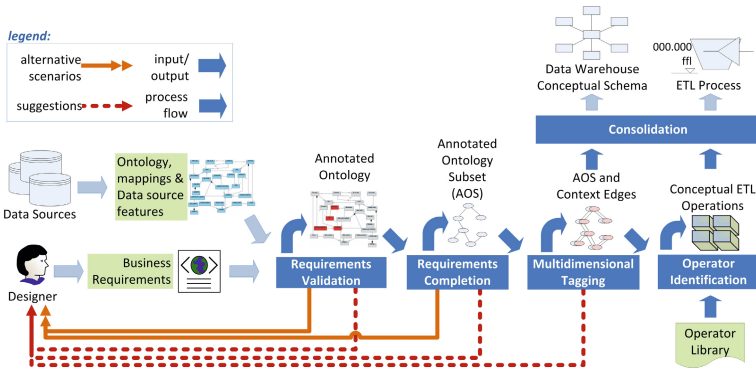 legend:
alternative
scenarios
input/
output
suggestions
process
flow
Data Warehouse
Conceptual Schema
000.000
ffl
ETL Process
Consolidation
Data Sources
Ontology,
mappings &
Data source
features
Annotated
Ontology
Annotated
Ontology
Subset
(AOS)
AOS and
Context Edges
Conceptual ETL
Operations
Designer
Business
Requirements
Requirements
Validation
Requirements
Completion
Multidimensional
Tagging
Operator
Identification
Operator
Library